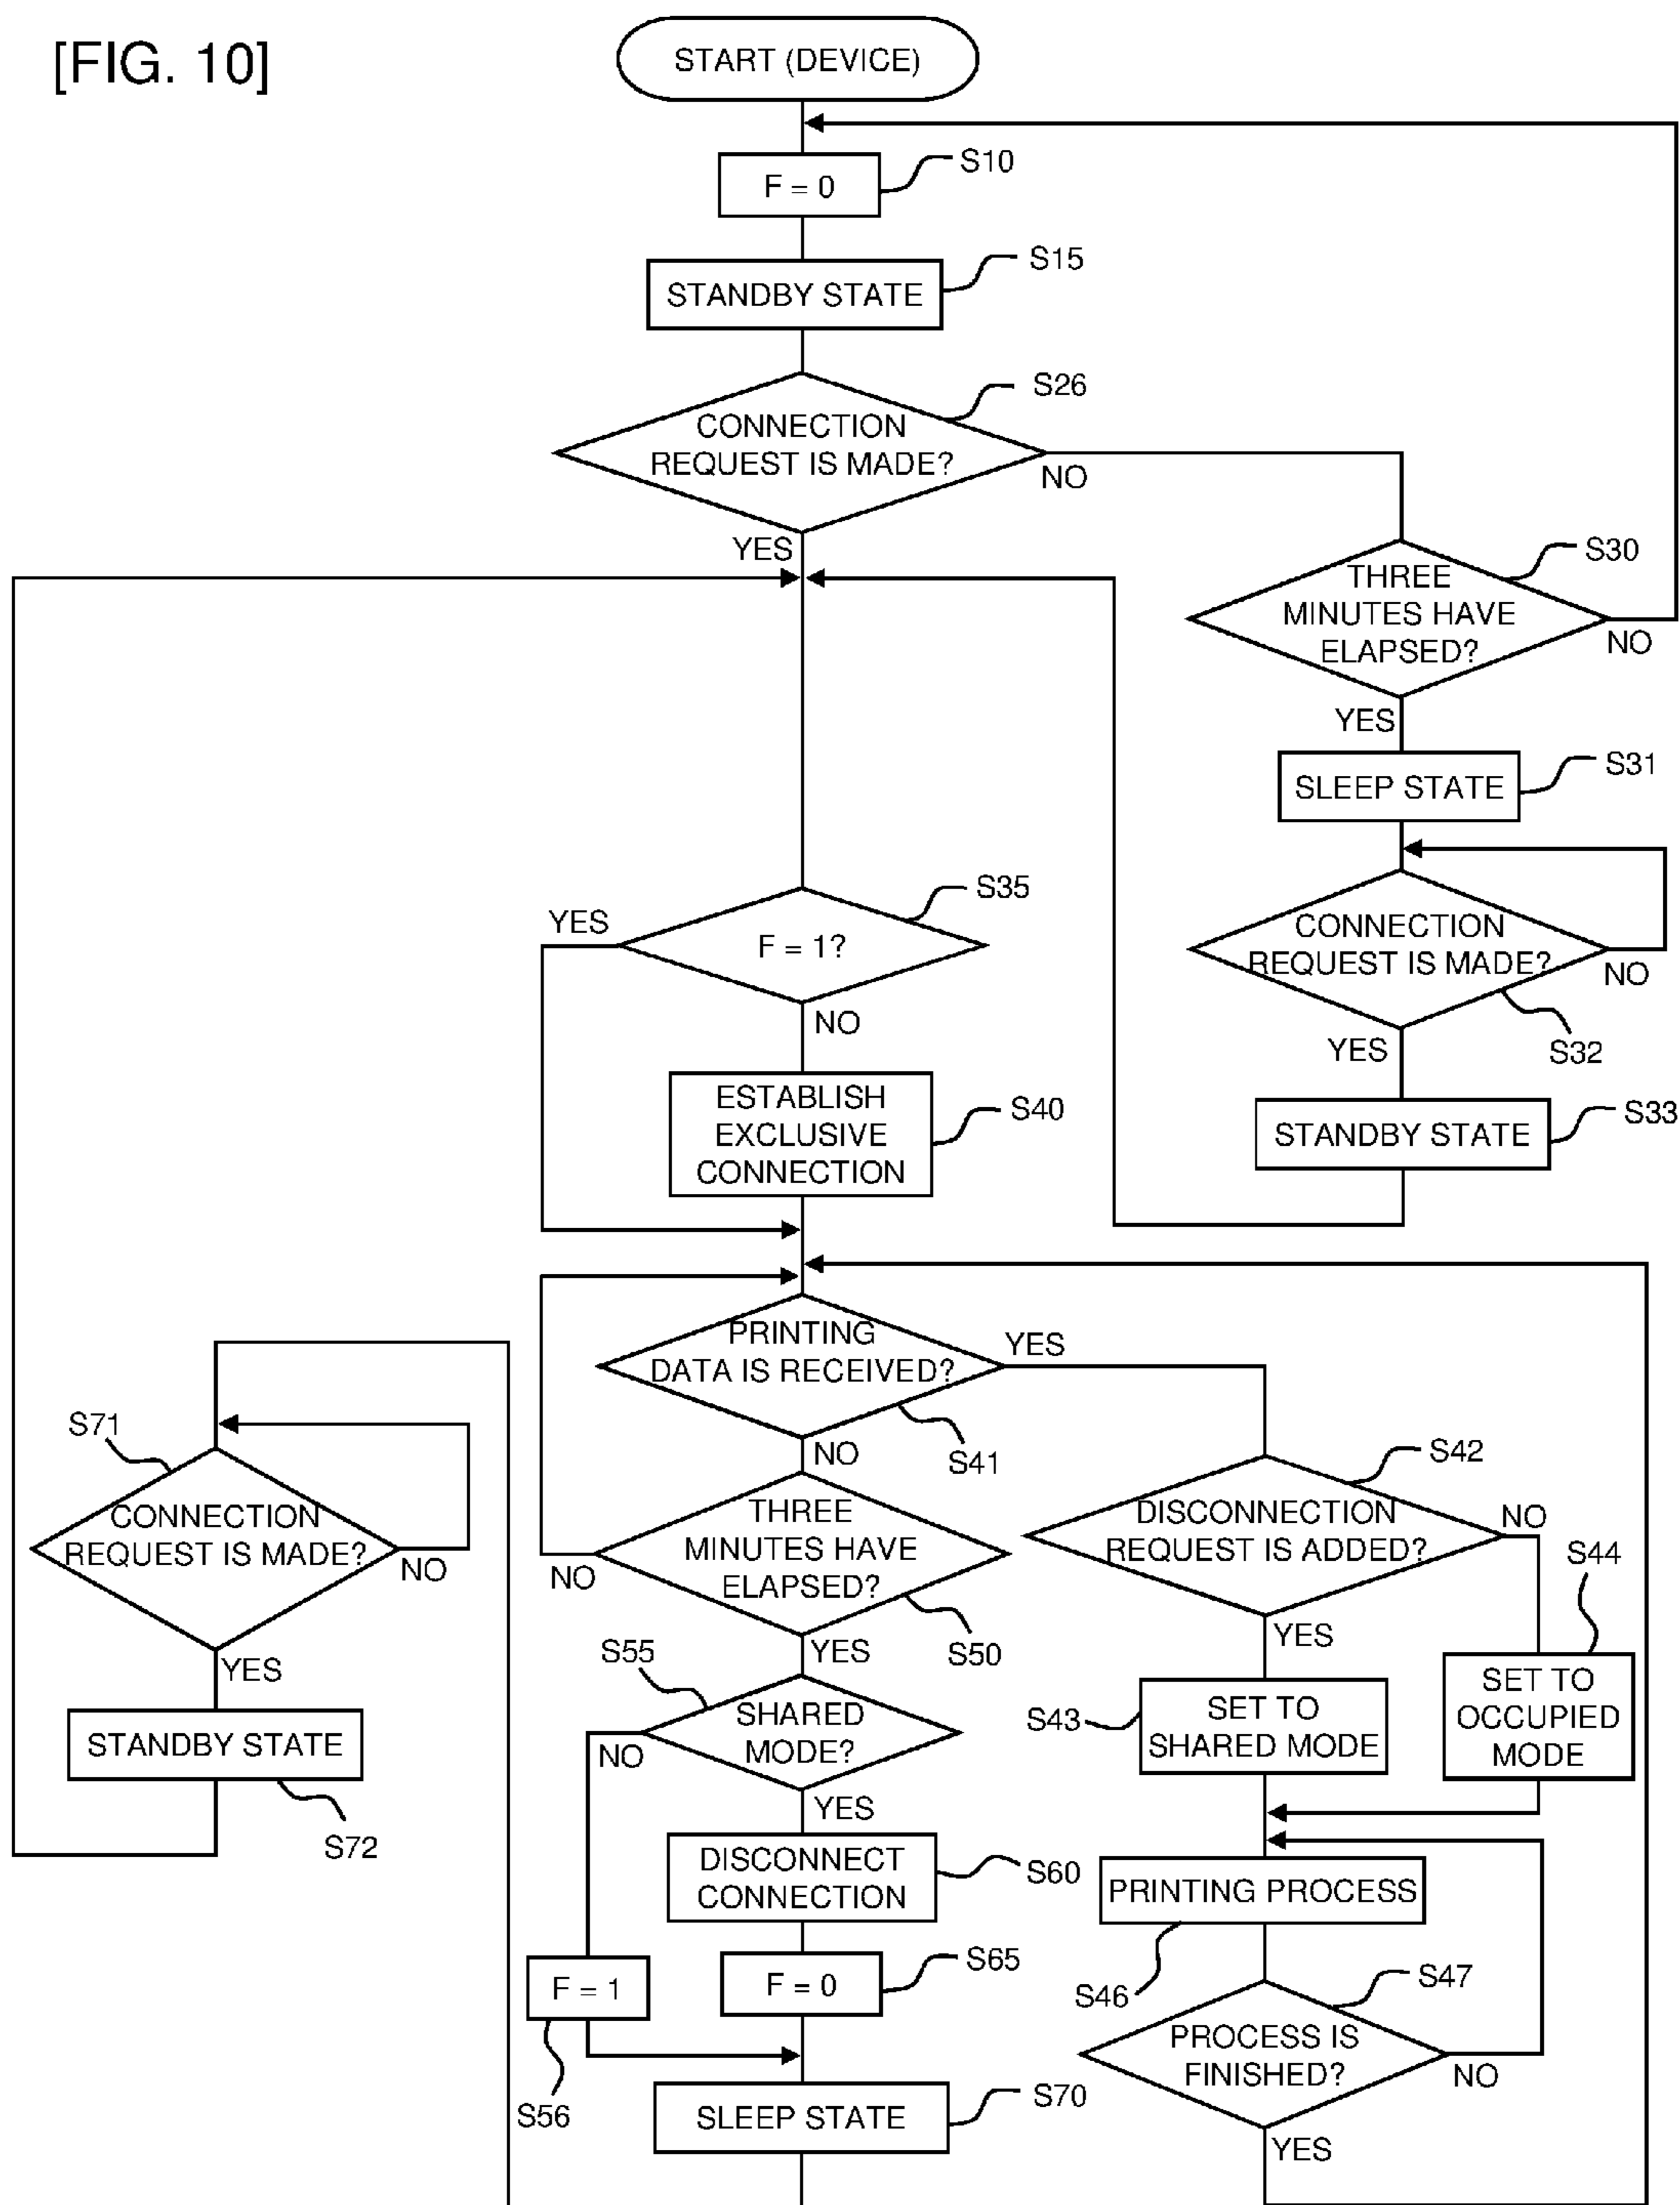 [FIG. 10]
START (DEVICE)
F = 0
S10
STANDBY STATE
S15
CONNECTION
REQUEST IS MADE?
S26
NO
YES
THREE
MINUTES HAVE
ELAPSED?
S30
NO
YES
SLEEP STATE
S31
CONNECTION
REQUEST IS MADE?
NO
S32
YES
STANDBY STATE
S33
F = 1?
S35
YES
NO
ESTABLISH
EXCLUSIVE
CONNECTION
S40
PRINTING
DATA IS RECEIVED?
YES
S41
NO
DISCONNECTION
REQUEST IS ADDED?
S42
NO
YES
S44
SET TO
OCCUPIED
MODE
S43
SET TO
SHARED MODE
THREE
MINUTES HAVE
ELAPSED?
NO
S50
YES
S55
SHARED
MODE?
NO
YES
DISCONNECT
CONNECTION
S60
F = 1
S56
F = 0
S65
SLEEP STATE
S70
PRINTING PROCESS
S46
PROCESS IS
FINISHED?
S47
NO
YES
S71
CONNECTION
REQUEST IS MADE?
NO
YES
STANDBY STATE
S72